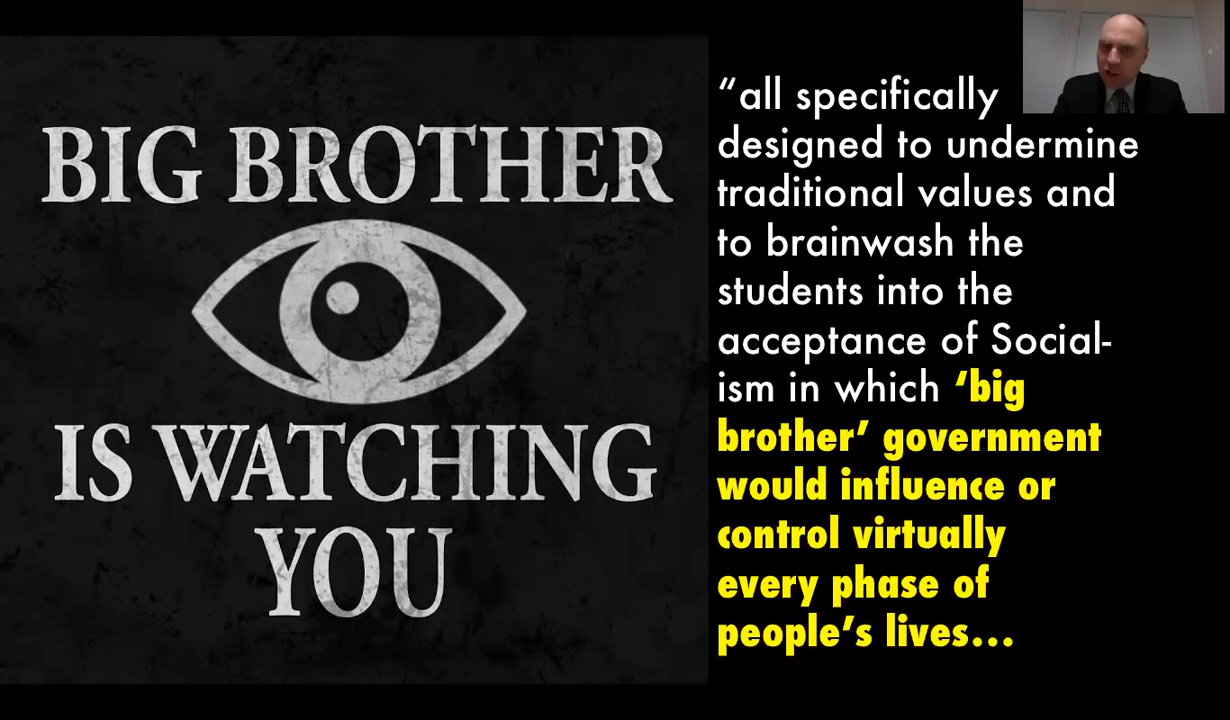 BIG BROTHER
IS WATCHING
YOU
“all specifically
designed to undermine
traditional values and
to brainwash the
students into the
acceptance of Social-
ism in which ‘big
brother’ government
would influence or
control virtually
every phase of
people’s lives...